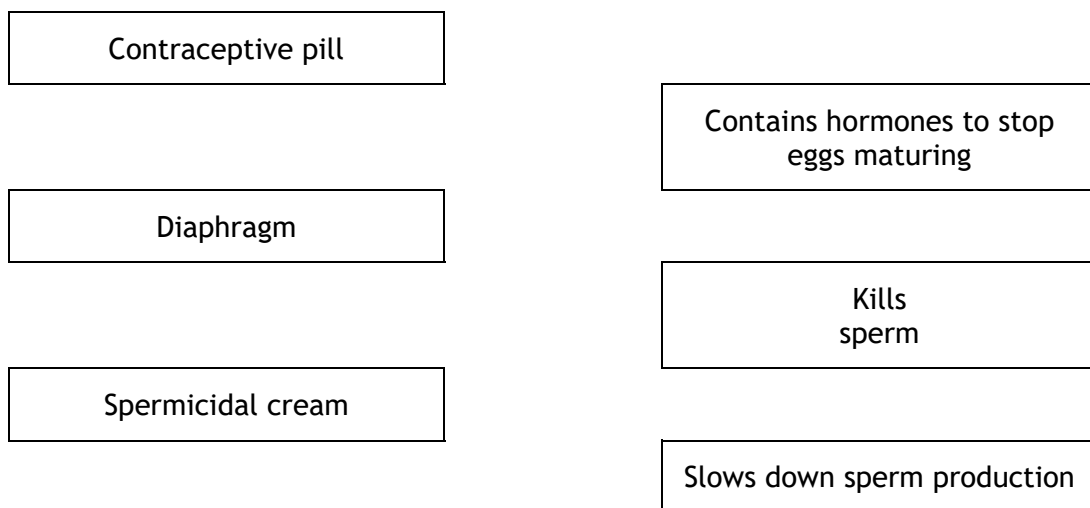 Contraceptive pill
Contains hormones to stop
eggs maturing
Diaphragm
Kills
sperm
Spermicidal cream
Slows down sperm production